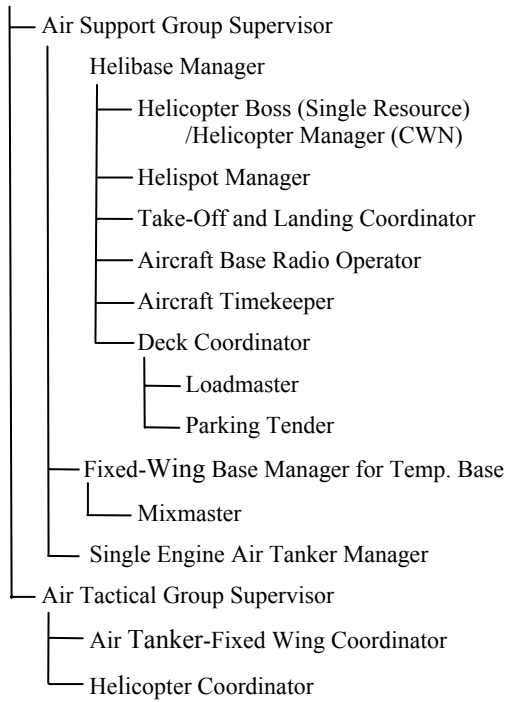 Air Support Group Supervisor
Helibase Manager
Helicopter Boss (Single Resource)
/Helicopter Manager (CWN)
Helispot Manager
Take-Off and Landing Coordinator
Aircraft Base Radio Operator
Aircraft Timekeeper
Deck Coordinator
Loadmaster
Parking Tender
Fixed-Wing Base Manager for Temp. Base
Mixmaster
Single Engine Air Tanker Manager
Air Tactical Group Supervisor
Air Tanker-Fixed Wing Coordinator
Helicopter Coordinator